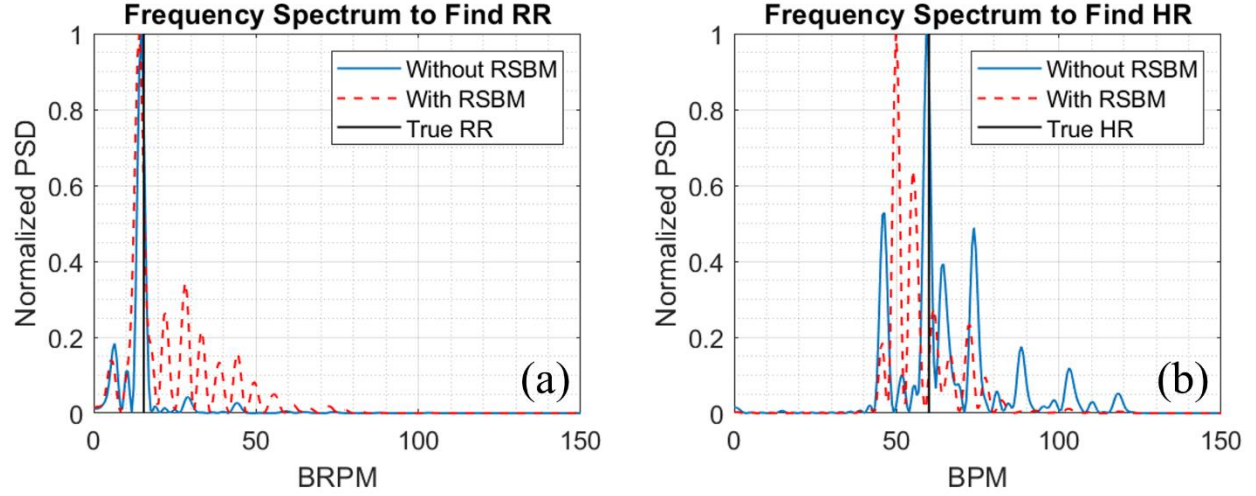 Frequency Spectrum to Find RR
1
0.8
0.6
0.4
0.2
0
Normalized PSD
Without RSBM
With RSBM
True RR
(a)
0 50 100 150
BRPM
Frequency Spectrum to Find HR
1
0.8
0.6
0.4
0.2
0
Normalized PSD
Without RSBM
With RSBM
True HR
(b)
0 50 100 150
BPM